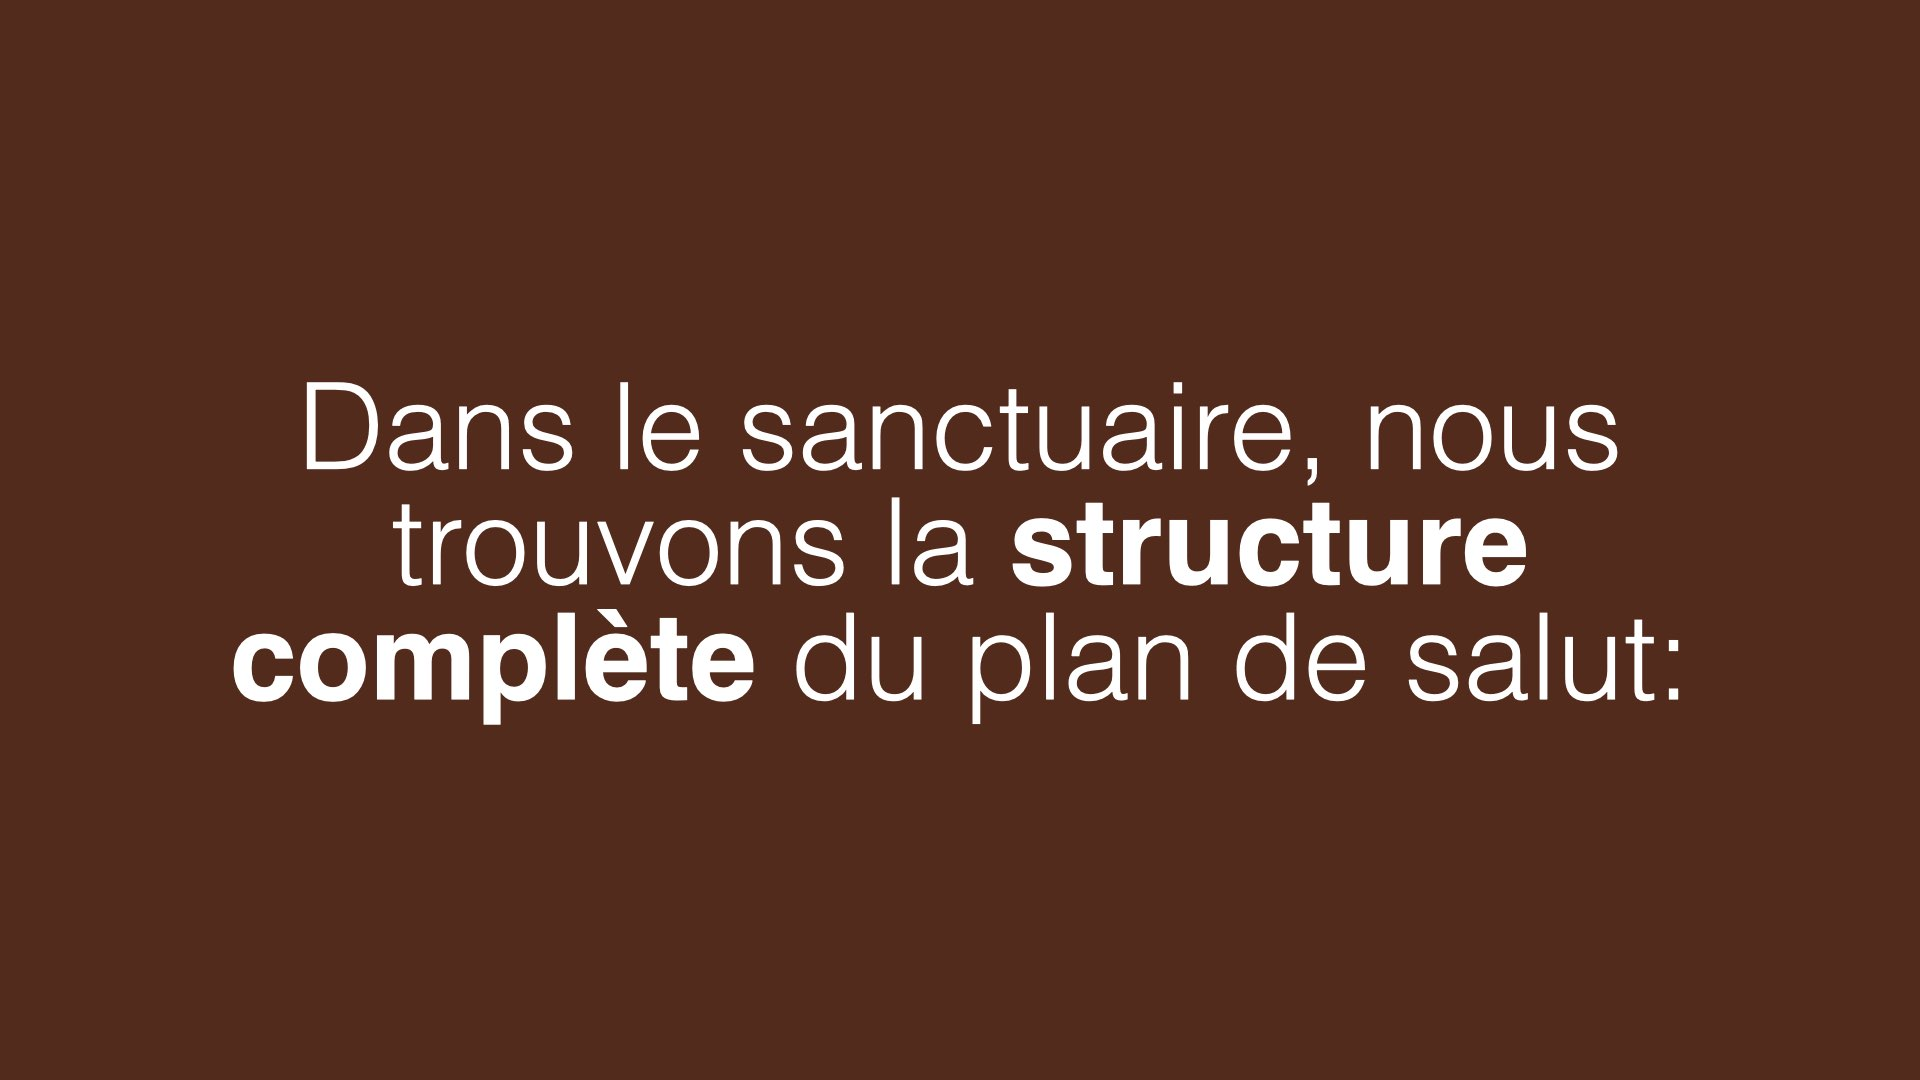 Dans le sanctuaire, nous
trouvons la structure
complète du plan de salut: